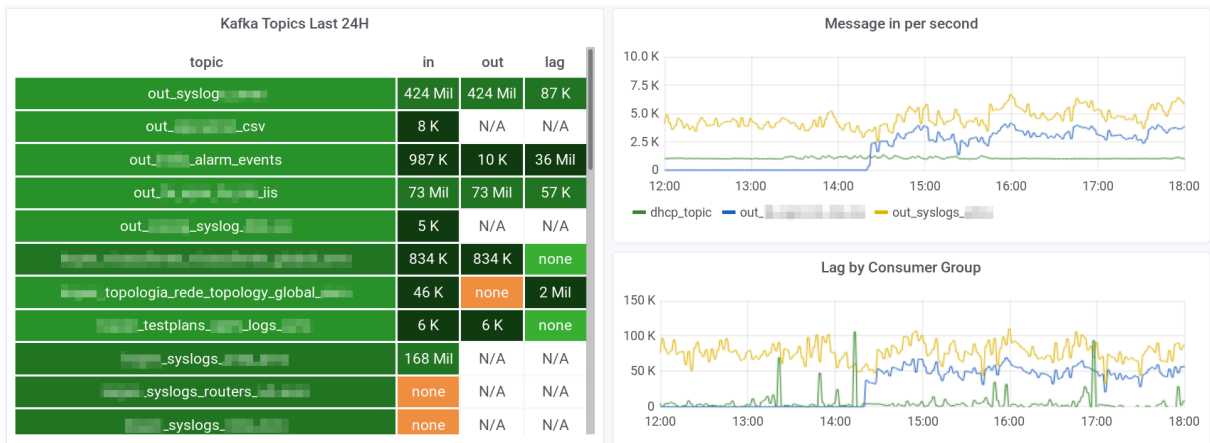 Kafka Topics Last 24H
topic in out lag
out_syslog 424 Mil 424 Mil 87 K
out_ _csv 8 K N/A N/A
out_ _alarm_events 987 K 10 K 36 Mil
out_ _iis 73 Mil 73 Mil 57 K
out_ _syslog_ 5 K N/A N/A
834 K 834 K none
_topologia_rede_topology_global_ 46 K none 2 Mil
_testplans_ _logs_ 6 K 6 K none
_syslogs_ 168 Mil N/A N/A
_syslogs_routers_ none N/A N/A
_syslogs_ none N/A N/A
Message in per second
10.0 K
7.5 K
5.0 K
2.5 K
0
12:00 13:00 14:00 15:00 16:00 17:00 18:00
dhcp_topic out_ out_syslogs_
Lag by Consumer Group
150 K
100 K
50 K
0
12:00 13:00 14:00 15:00 16:00 17:00 18:00